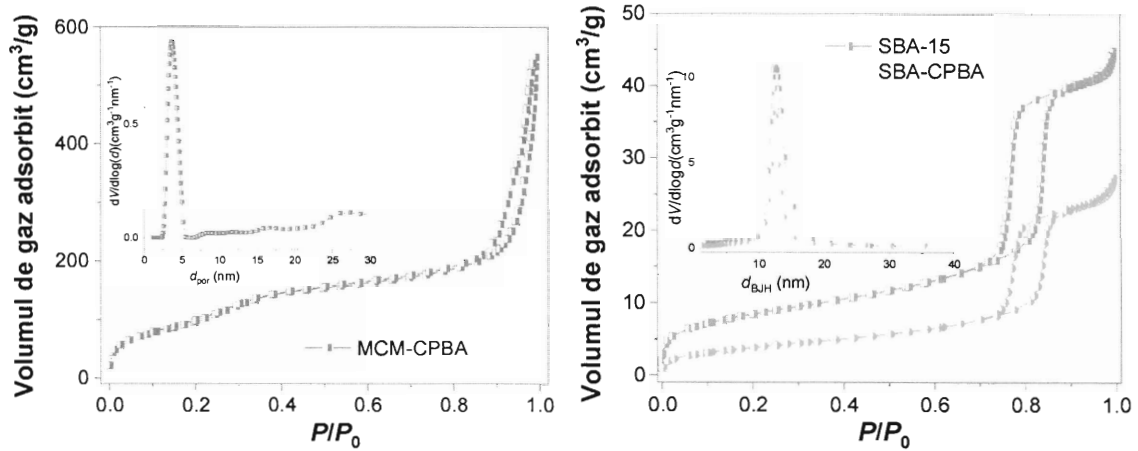 Volumul de gaz adsorbit (cm³/g)
600
400
200
0
0.0 0.2 0.4 0.6 0.8 1.0
P/P₀
MCM-CPBA
dV/dlog(d)(cm³g⁻¹nm⁻¹)
0.5
0.0
0 5 10 15 20 25 30
d_por (nm)
Volumul de gaz adsorbit (cm³/g)
50
40
30
20
10
0
0.0 0.2 0.4 0.6 0.8 1.0
P/P₀
SBA-15
SBA-CPBA
dV/dlogd(cm³g⁻¹nm⁻¹)
10
5
0
10 20 30 40
d_BJH (nm)